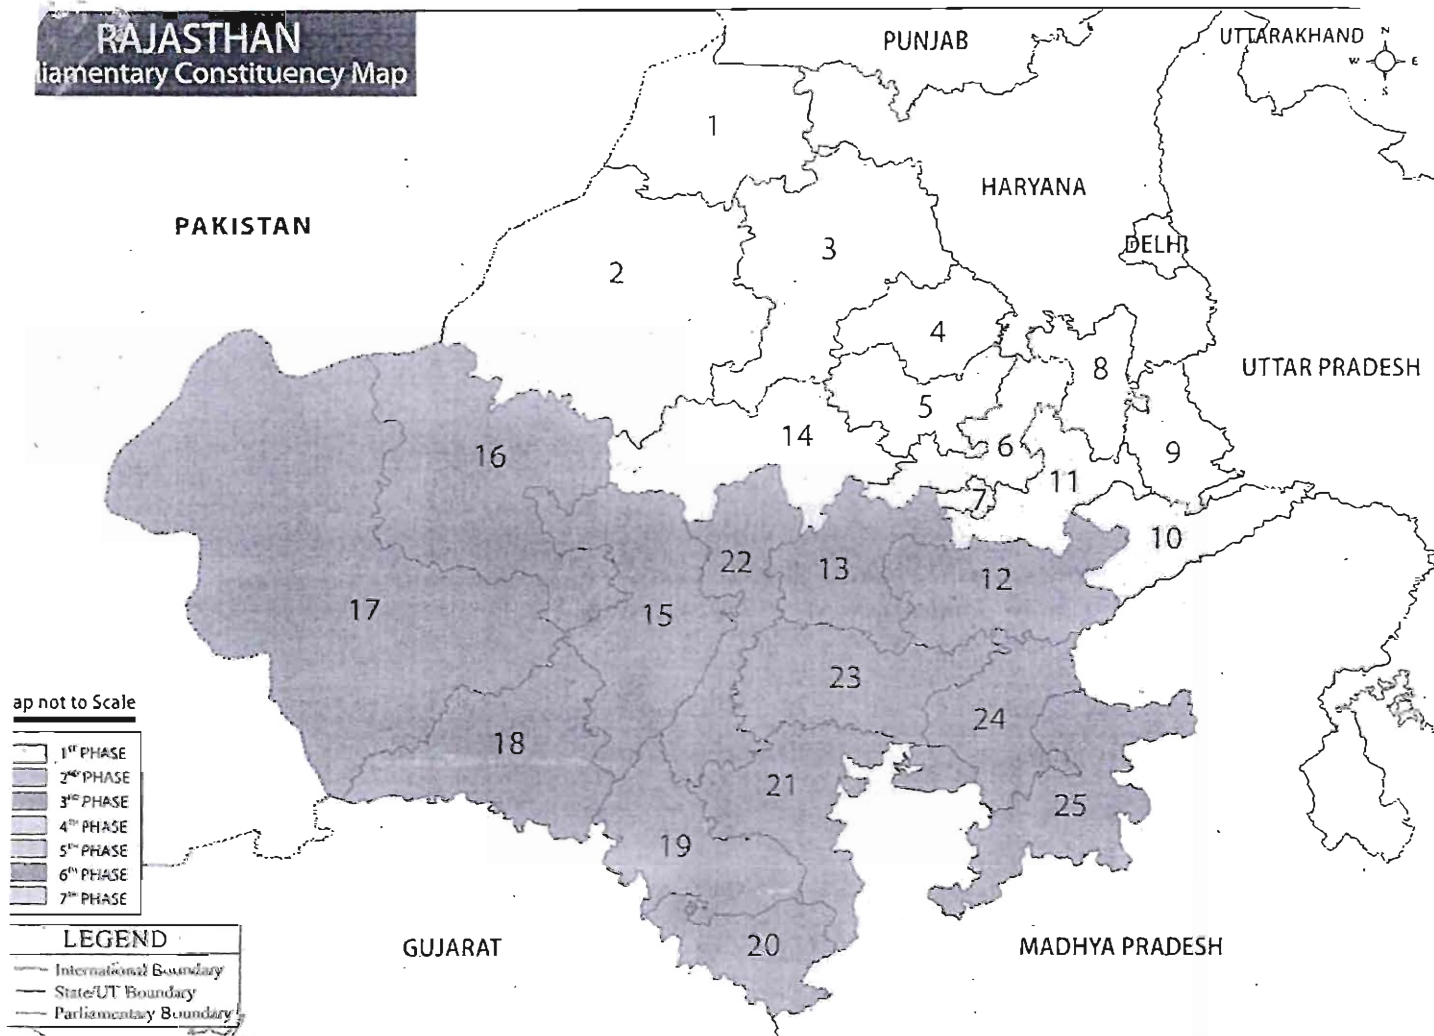 RAJASTHAN
liamentary Constituency Map
PUNJAB
UTTARAKHAND
N
W
E
S
1
HARYANA
PAKISTAN
DELHI
3
2
4
UTTAR PRADESH
8
5
14
6
9
16
11
7
10
22
13
12
17
15
23
ap not to Scale
24
18
1ST PHASE
2ND PHASE
21
3RD PHASE
25
4TH PHASE
5TH PHASE
19
6TH PHASE
7TH PHASE
LEGEND
GUJARAT
20
MADHYA PRADESH
International Boundary
State/UT Boundary
Parliamentary Boundary